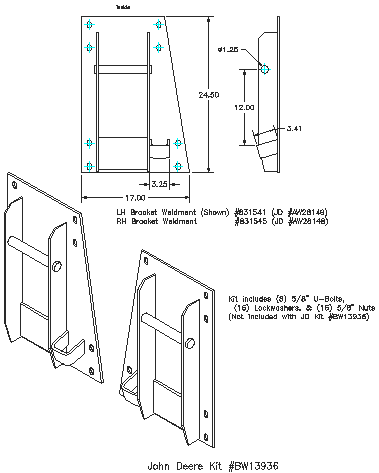 Inside
ø1.25
24.50
12.00
3.41
3.25
17.00
LH Bracket Weldment (Shown) #831541 (JD #AW28148)
RH Bracket Weldment #831545 (JD #AW28148)
Kit includes (8) 5/8" U-Bolts,
(16) Lockwashers, & (16) 5/8" Nuts
(Not included with JD Kit #BW13936)
John Deere Kit #BW13936